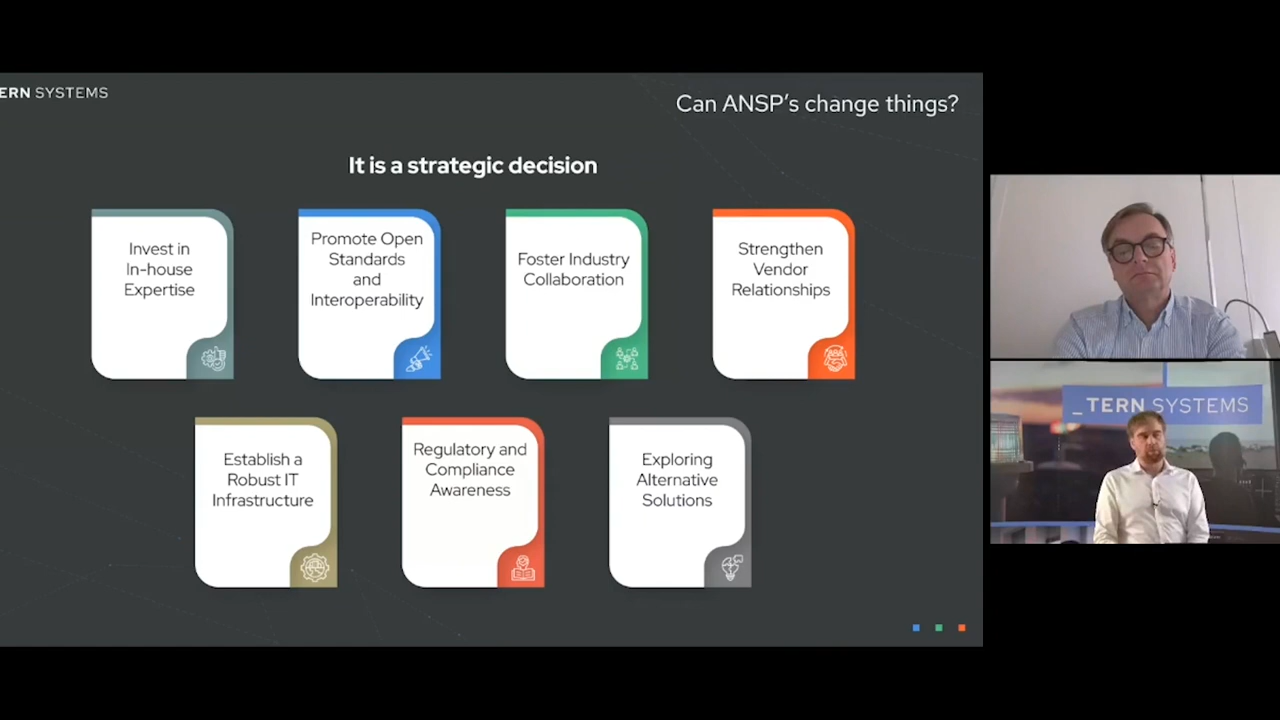 ERN SYSTEMS
Can ANSP's change things?
It is a strategic decision
Invest in
In-house
Expertise
Promote Open
Standards
and
Interoperability
Foster Industry
Collaboration
Strengthen
Vendor
Relationships
Establish a
Robust IT
Infrastructure
Regulatory and
Compliance
Awareness
Exploring
Alternative
Solutions
_TERN SYSTEMS